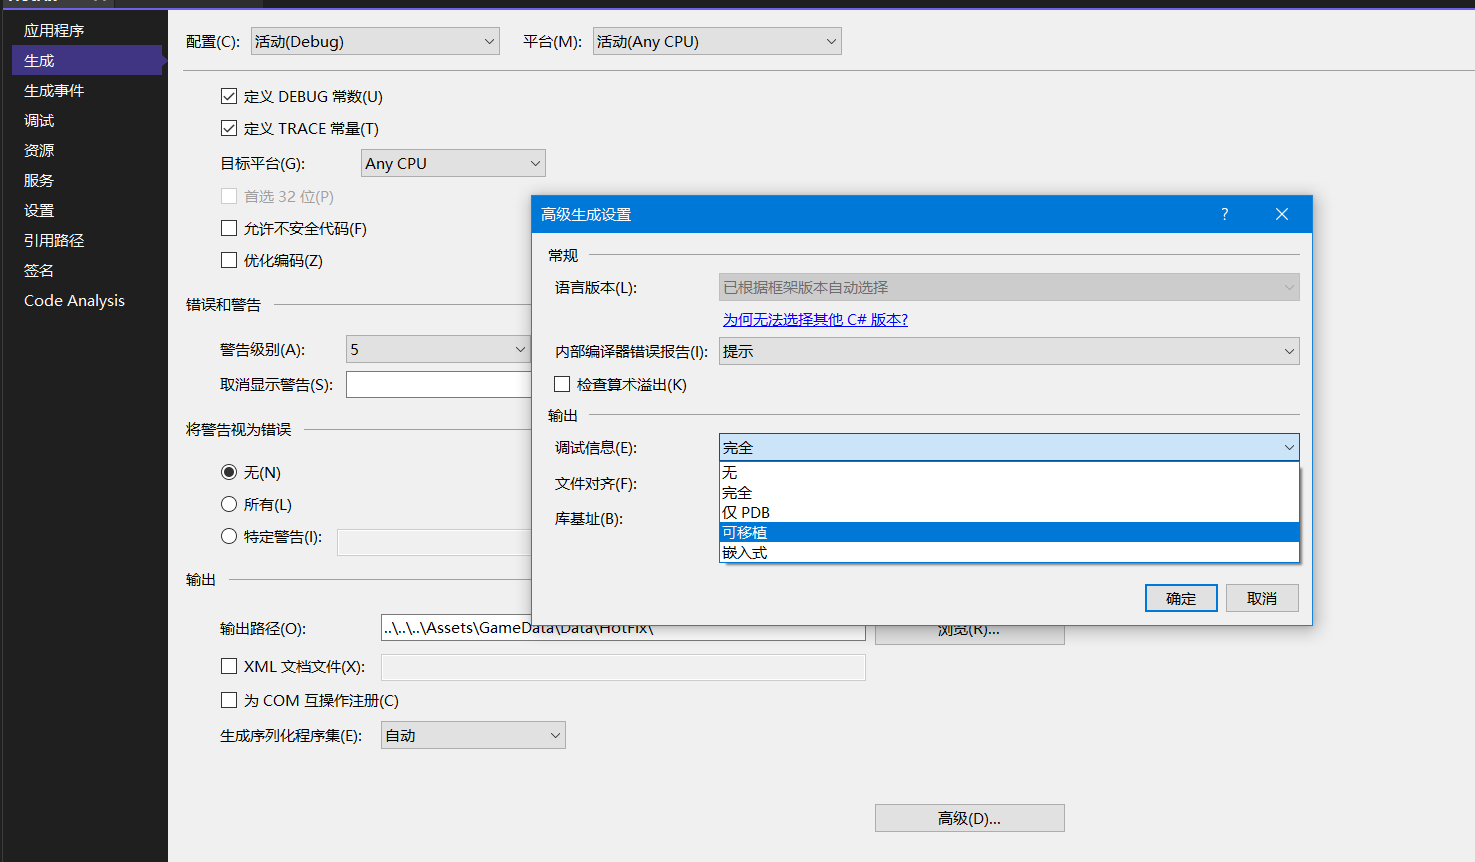 应用程序
生成
生成事件
调试
资源
服务
设置
引用路径
签名
Code Analysis
配置(C):
活动(Debug)
平台(M):
活动(Any CPU)
定义 DEBUG 常数(U)
定义 TRACE 常量(T)
目标平台(G):
Any CPU
首选 32 位(P)
允许不安全代码(F)
优化编码(Z)
错误和警告
警告级别(A):
5
取消显示警告(S):
将警告视为错误
无(N)
所有(L)
特定警告(I):
输出
输出路径(O):
..\..\..\Assets\GameData\Data\HotFix\
浏览(R)...
XML 文档文件(X):
为 COM 互操作注册(C)
生成序列化程序集(E):
自动
高级(D)...
高级生成设置
?
常规
语言版本(L):
已根据框架版本自动选择
为何无法选择其他 C# 版本?
内部编译器错误报告(I):
提示
检查算术溢出(K)
输出
调试信息(E):
完全
无
完全
仅 PDB
可移植
嵌入式
文件对齐(F):
库基址(B):
确定
取消